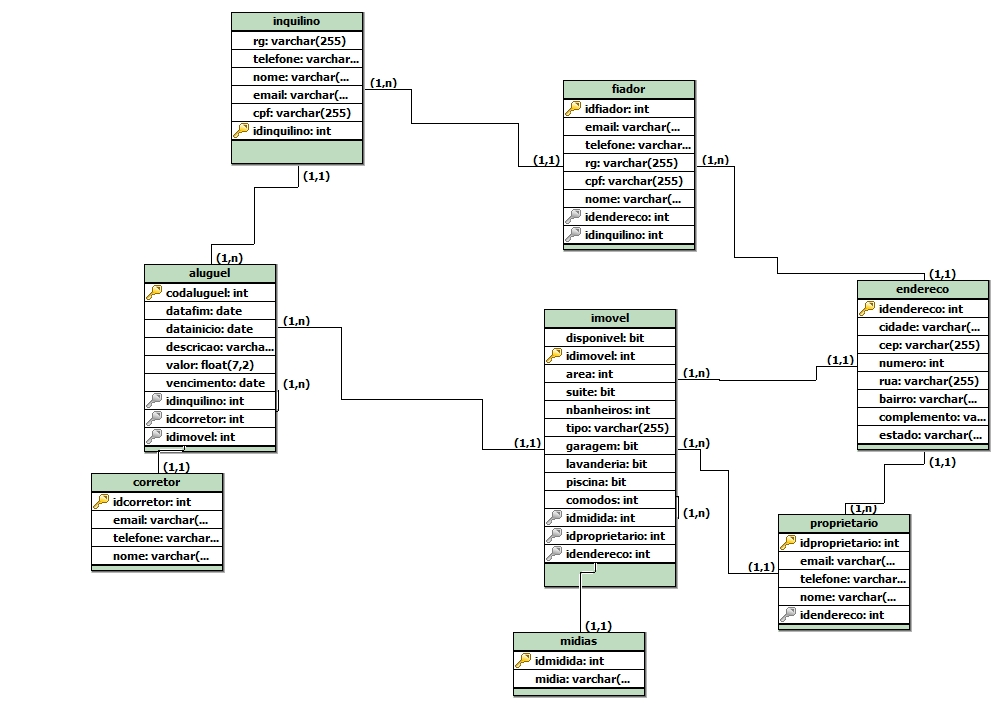 inquilino
rg: varchar(255)
telefone: varchar...
nome: varchar(...
email: varchar(...
cpf: varchar(255)
idinquilino: int
(1,n)
(1,1)
fiador
idfiador: int
email: varchar(...
telefone: varchar...
rg: varchar(255)
cpf: varchar(255)
nome: varchar(...
idendereco: int
idinquilino: int
(1,1)
(1,n)
(1,n)
aluguel
codaluguel: int
datafim: date
datainicio: date
descricao: varcha...
valor: float(7,2)
vencimento: date
idinquilino: int
idcorretor: int
idimovel: int
(1,n)
(1,n)
(1,1)
corretor
idcorretor: int
email: varchar(...
telefone: varchar...
nome: varchar(...
imovel
disponivel: bit
idimovel: int
area: int
suite: bit
nbanheiros: int
tipo: varchar(255)
garagem: bit
lavanderia: bit
piscina: bit
comodos: int
idmidida: int
idproprietario: int
idendereco: int
(1,1)
(1,n)
(1,n)
(1,n)
(1,1)
(1,1)
endereco
idendereco: int
cidade: varchar(...
cep: varchar(255)
numero: int
rua: varchar(255)
bairro: varchar(...
complemento: va...
estado: varchar(...
(1,1)
(1,n)
(1,1)
proprietario
idproprietario: int
email: varchar(...
telefone: varchar...
nome: varchar(...
idendereco: int
(1,1)
midias
idmidida: int
midia: varchar(...